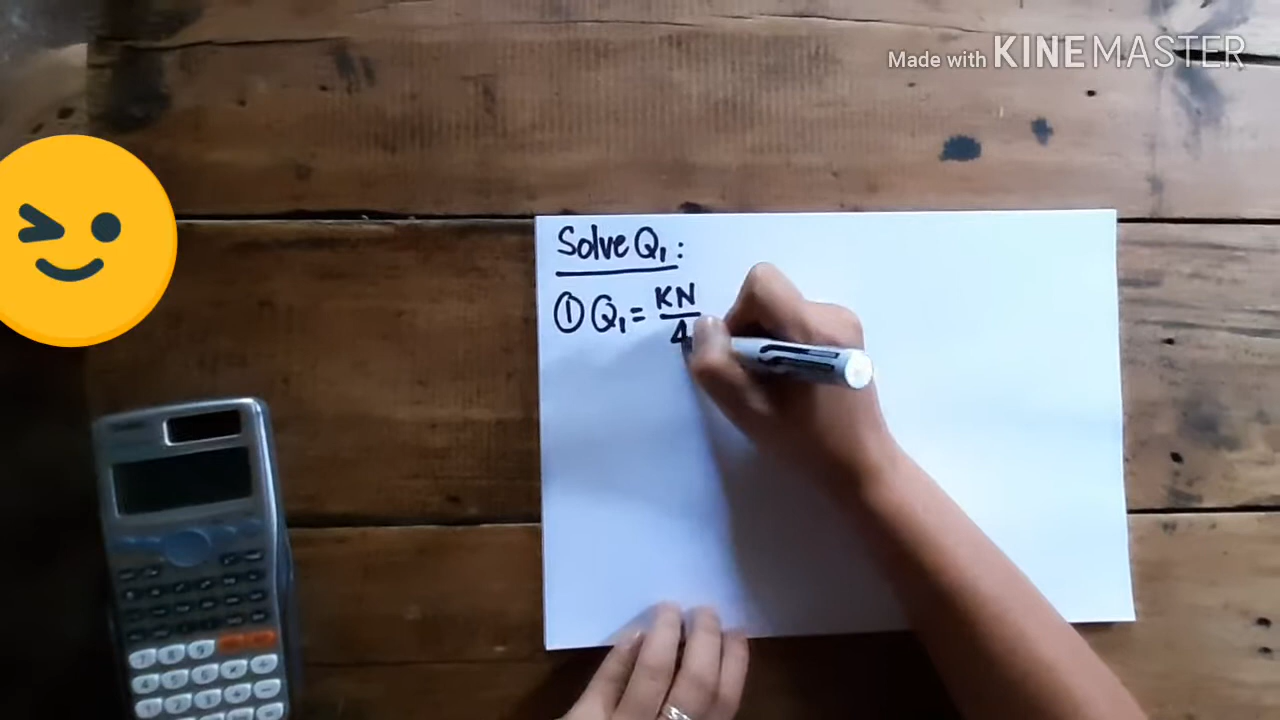 Made with KINEMASTER
Solve Q₁:
① Q₁ = KN/4